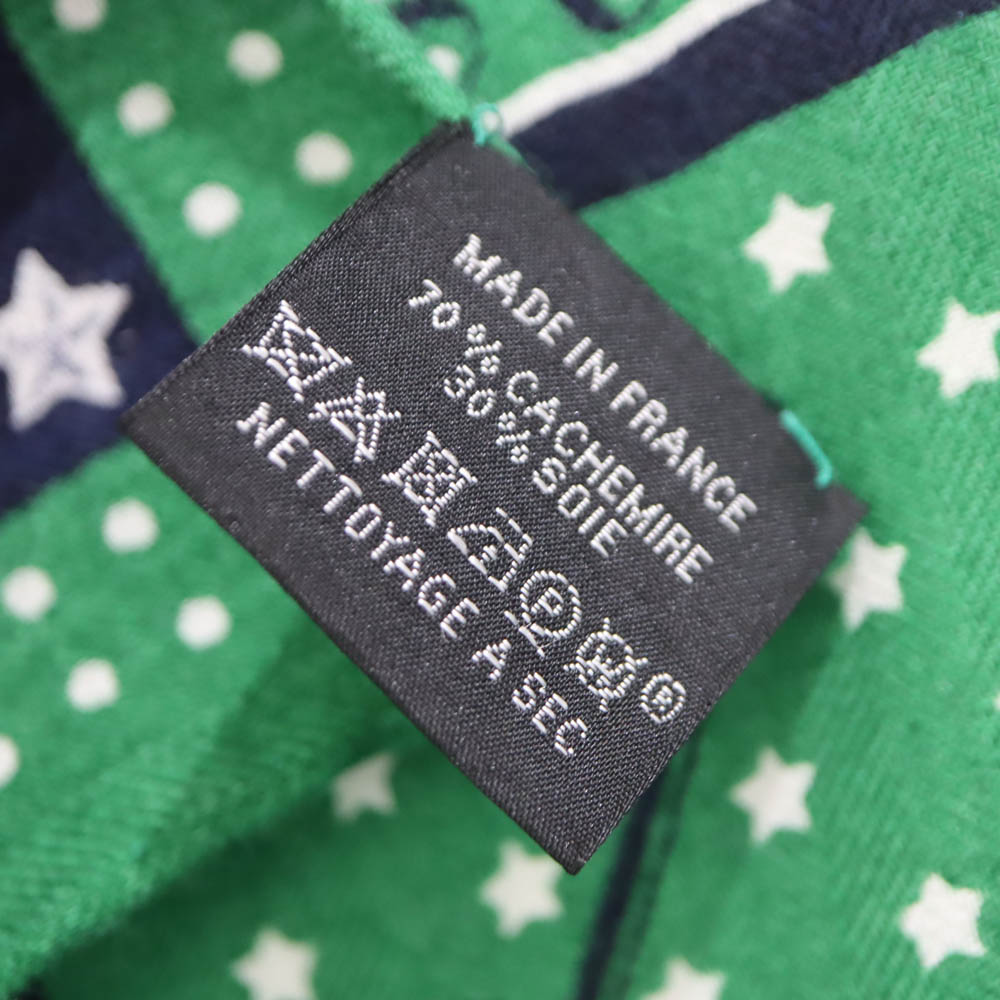 MADE IN FRANCE
70 % CACHEMIRE
30 % SOIE
P
®
NETTOYAGE A SEC